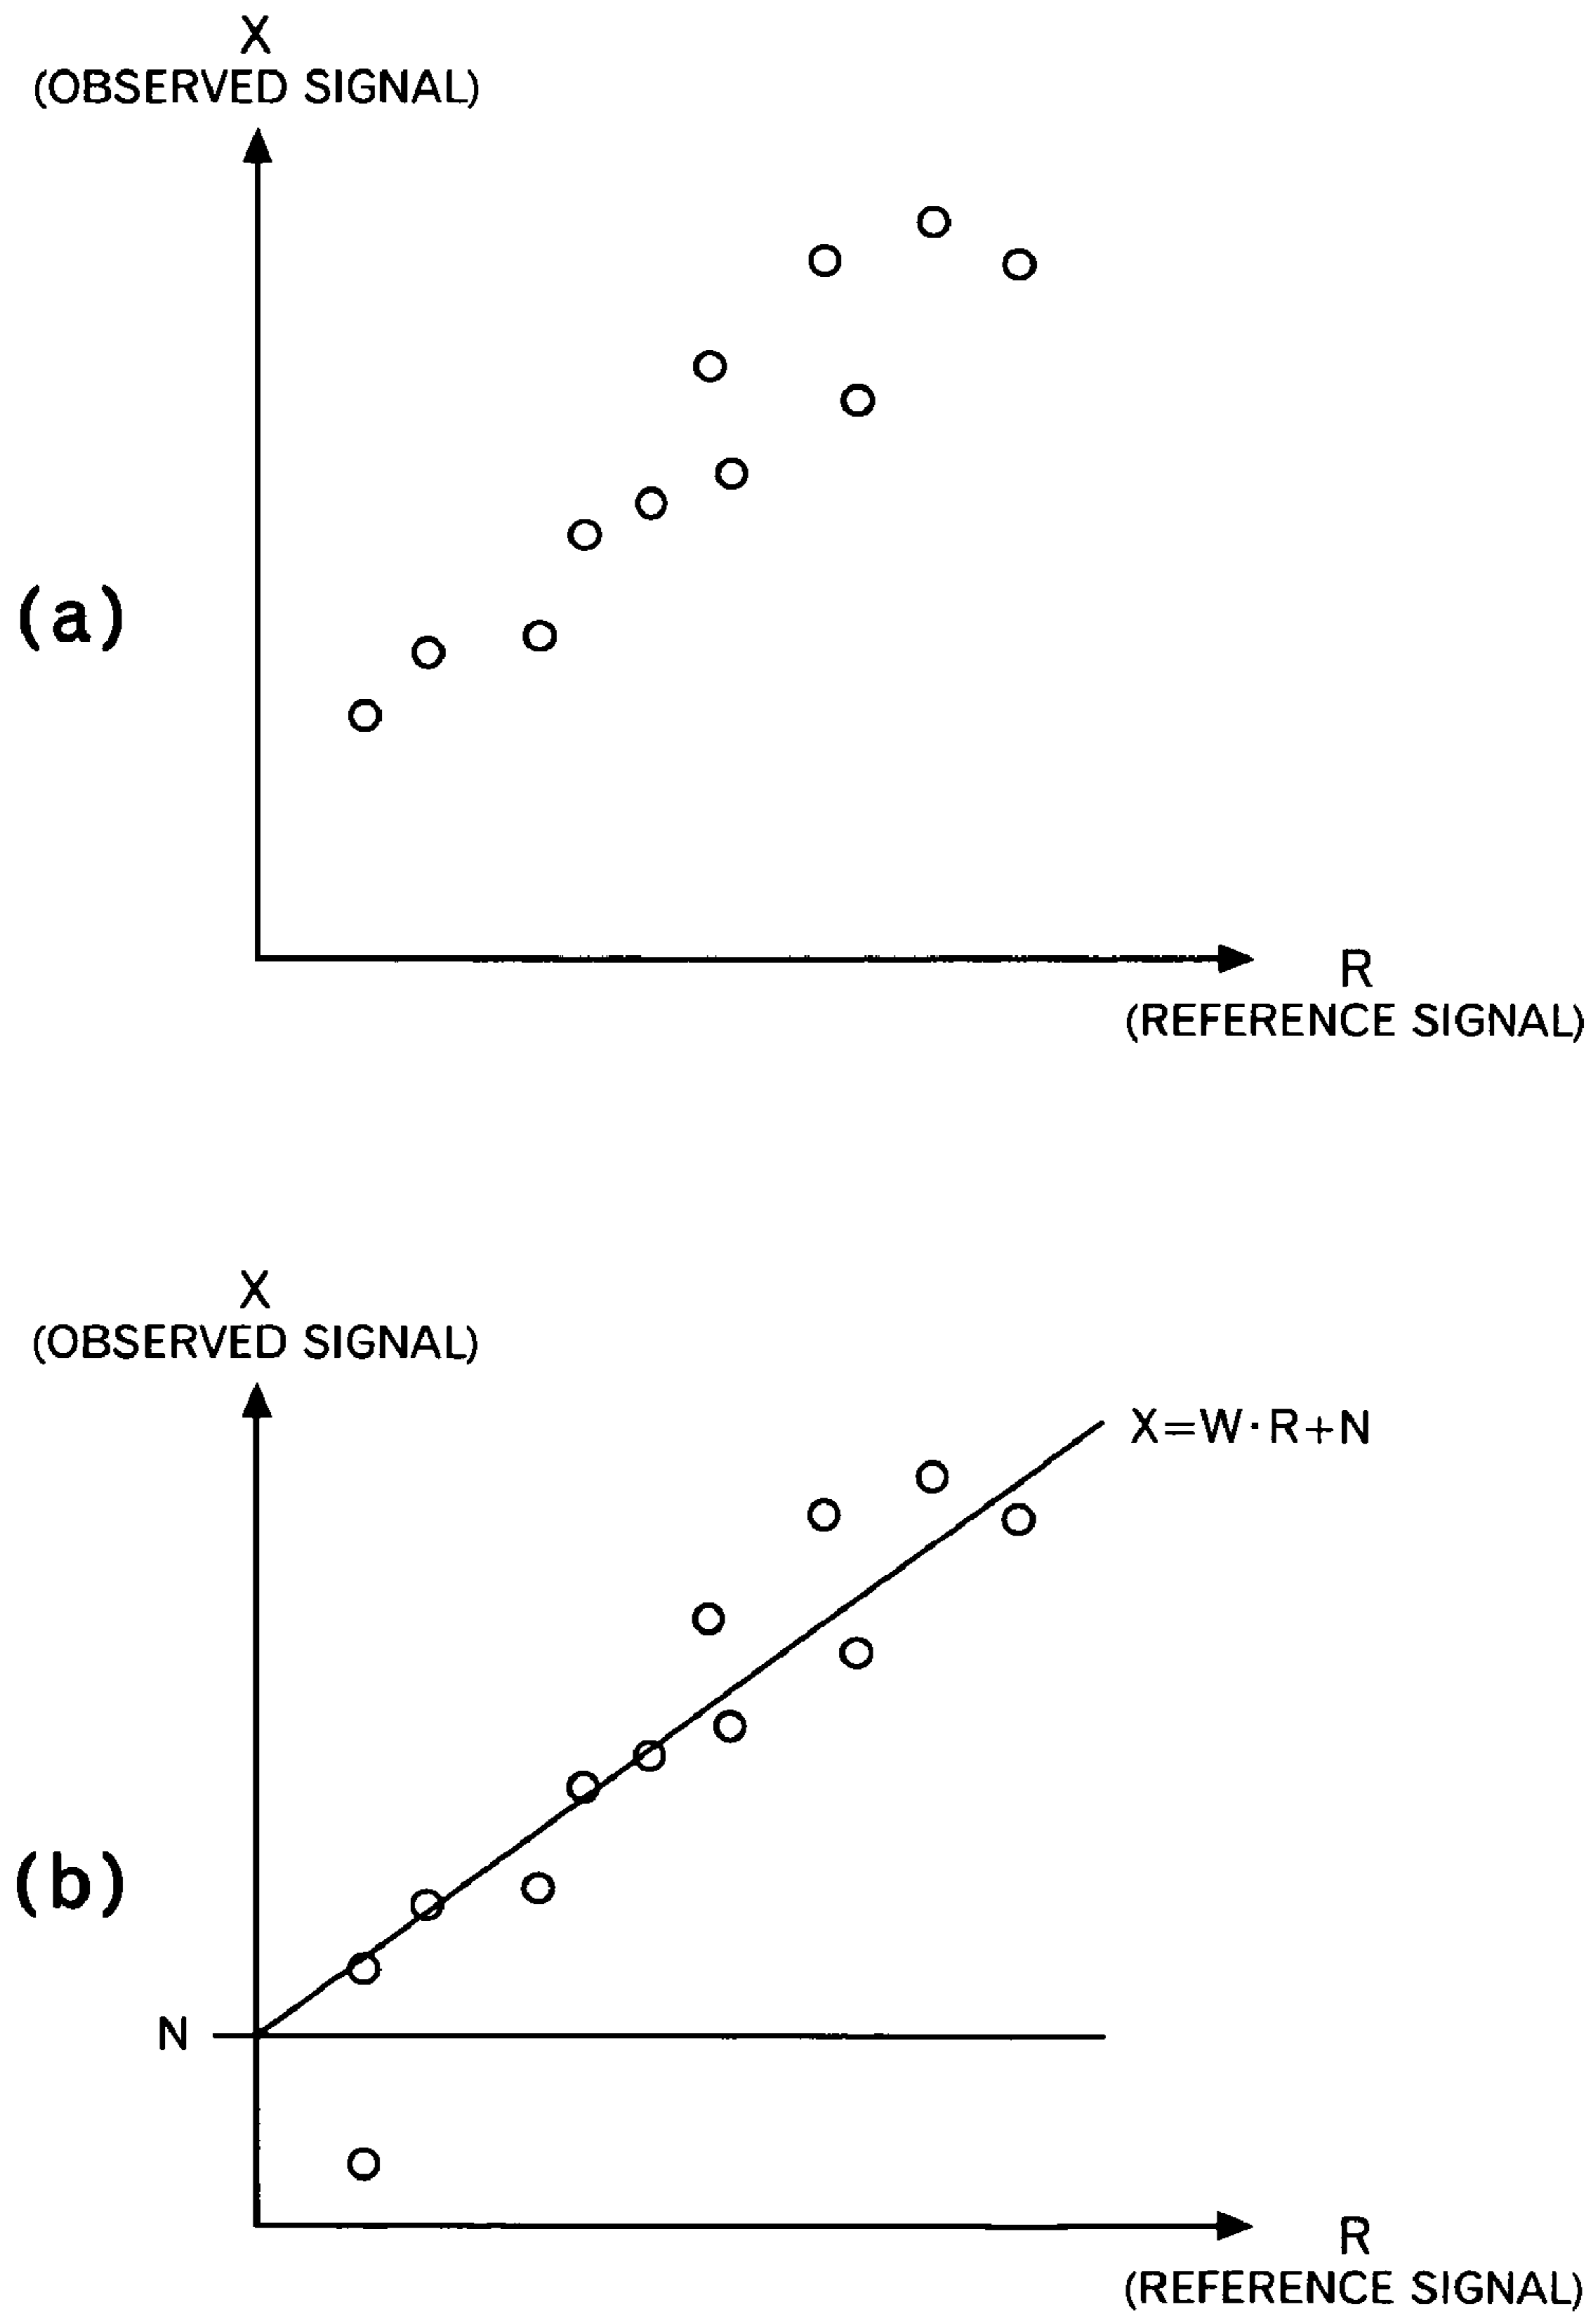 X
(OBSERVED SIGNAL)
(a)
R
(REFERENCE SIGNAL)
X
(OBSERVED SIGNAL)
X=W·R+N
(b)
N
R
(REFERENCE SIGNAL)